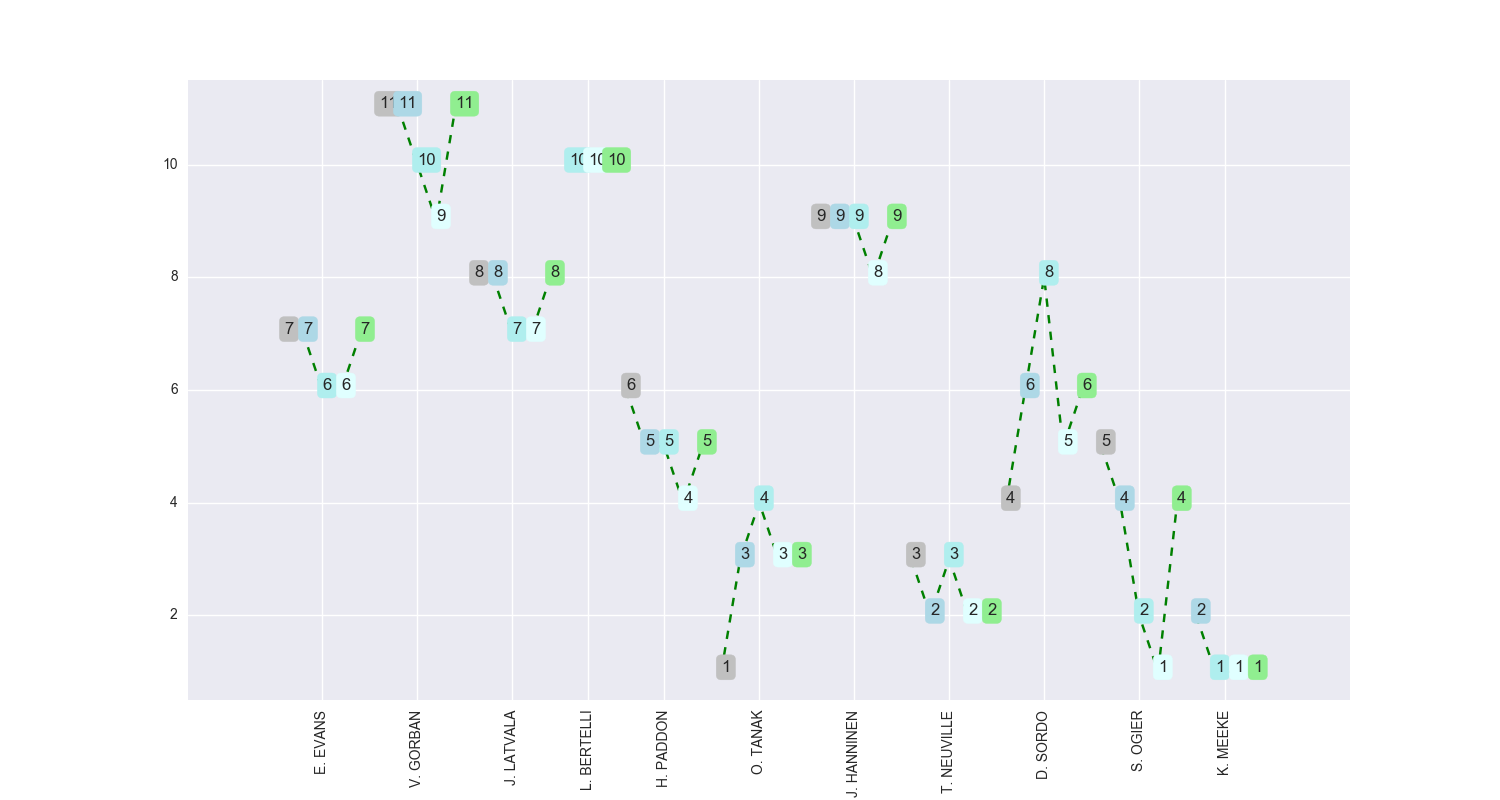 11 11 11
10 10 10 10 10
9 9 9 9 9
8 8 8 8 8 8
7 7 7 7 7
6 6 6 6 6 6
5 5 5 5 5
4 4 4 4 4 4
3 3 3 3 3
2 2 2 2 2 2
1 1 1 1 1
E. EVANS
V. GORBAN
J. LATVALA
L. BERTELLI
H. PADDON
O. TANAK
J. HANNINEN
T. NEUVILLE
D. SORDO
S. OGIER
K. MEEKE